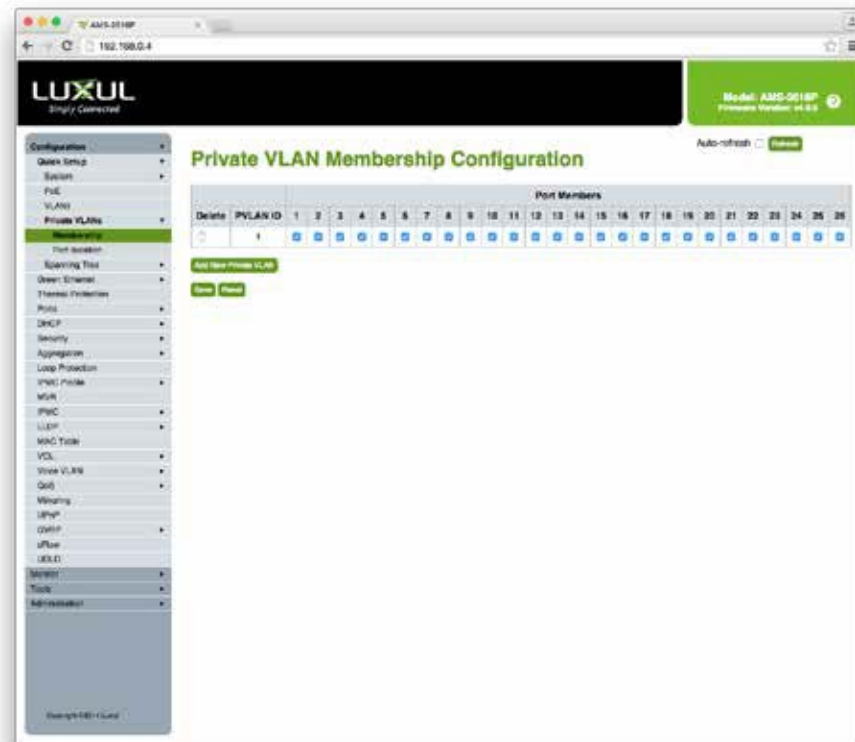 192.168.0.4
LUXUL
Simply Connected
Configuration
Quick Setup
System
PoE
VLANs
Private VLANs
Membership
Port Isolation
Spanning Tree
Green Ethernet
Thermal Protection
Ports
DHCP
Security
Aggregation
Loop Protection
IPMC Profile
MVR
IPMC
LLDP
MAC Table
VCL
Voice VLAN
QoS
Mirroring
UPnP
GVRP
sFlow
UDLD
Monitor
Tools
Administration
Auto-refresh Refresh
Private VLAN Membership Configuration
Port Members
Delete PVLAN ID 1 2 3 4 5 6 7 8 9 10 11 12 13 14 15 16 17 18 19 20 21 22 23 24 25 26
1
Add New Private VLAN
Save Reset